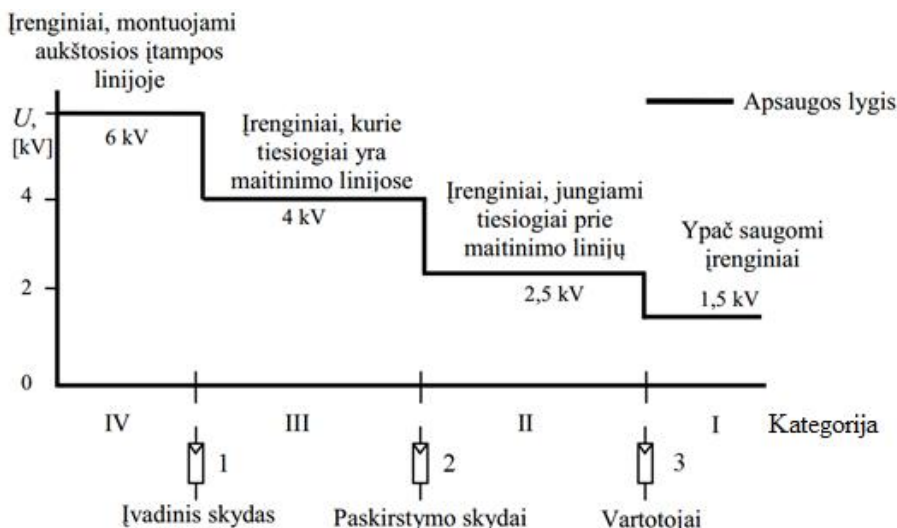 Įrenginiai, montuojami
aukštosios įtampos
linijoje
U,
[kV]
6 kV
Įrenginiai, kurie
tiesiogiai yra
maitinimo linijose
4 kV
Įrenginiai, jungiami
tiesiogiai prie
maitinimo linijų
2,5 kV
Ypač saugomi
įrenginiai
1,5 kV
Apsaugos lygis
4
2
0
IV
III
II
I
Kategorija
1
2
3
Įvadinis skydas
Paskirstymo skydai
Vartotojai